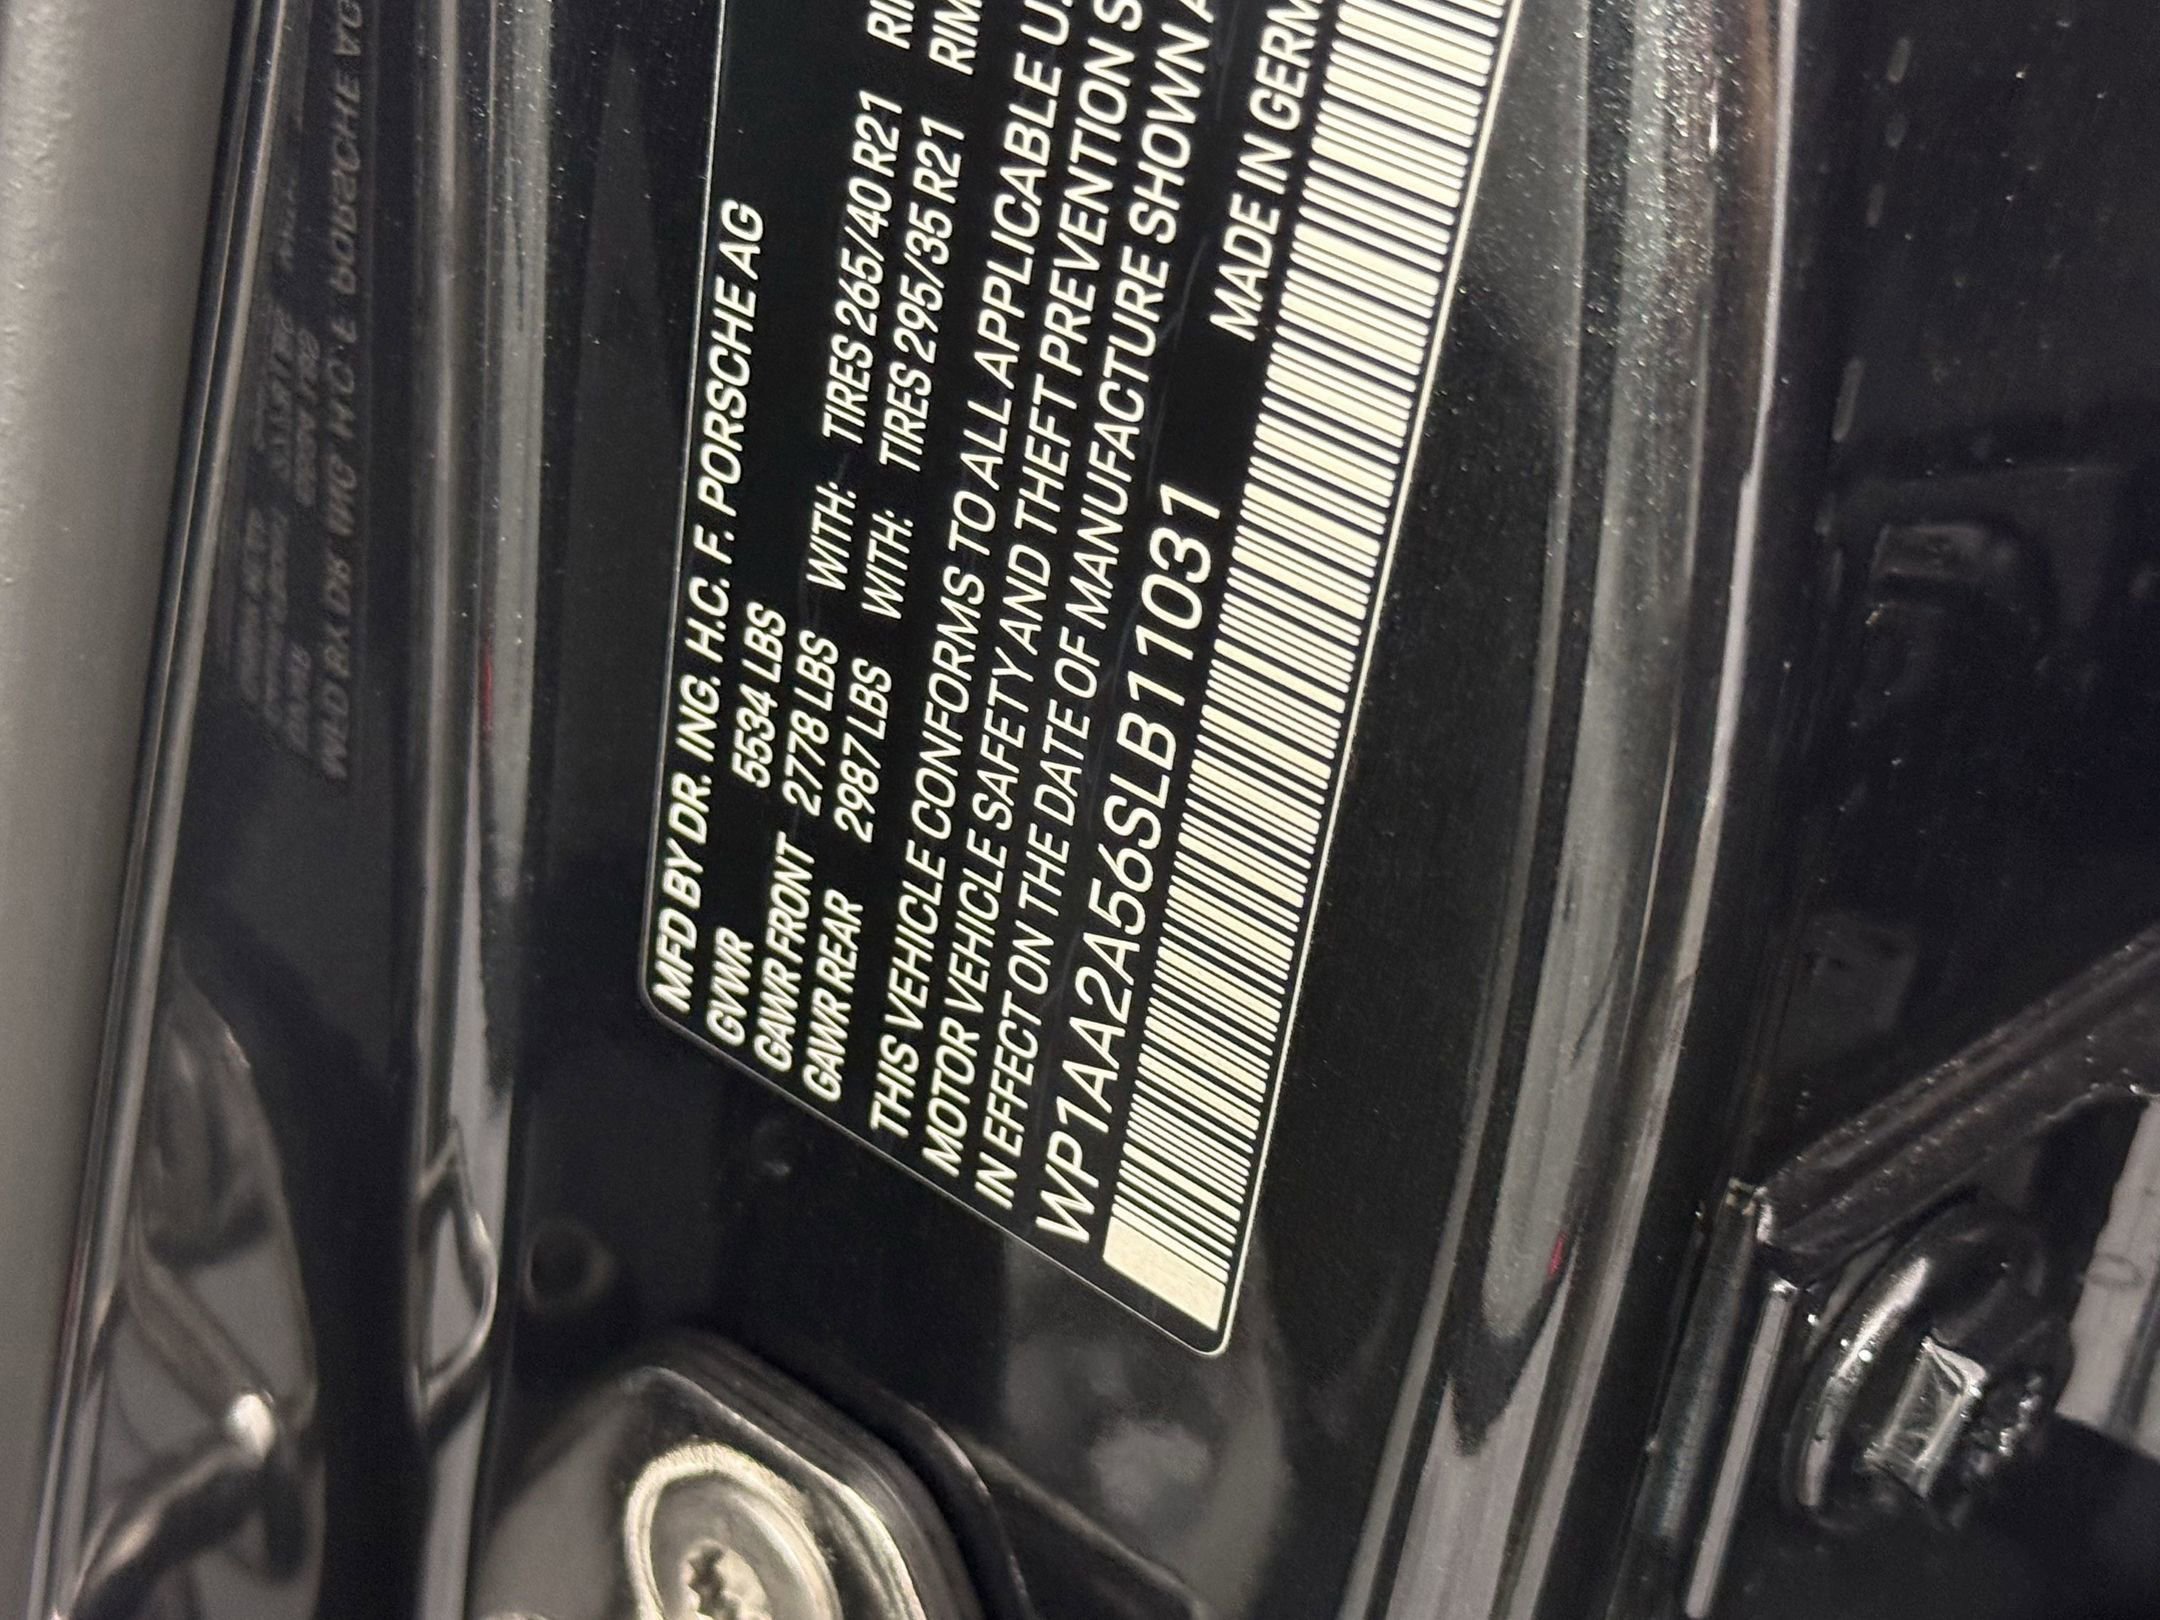 MFD BY DR. ING. H.C. F. PORSCHE AG
GVWR 5534 LBS
GAWR FRONT 2778 LBS WITH: TIRES 265/40 R21
GAWR REAR 2987 LBS WITH: TIRES 295/35 R21 RIM
THIS VEHICLE CONFORMS TO ALL APPLICABLE U.
MOTOR VEHICLE SAFETY AND THEFT PREVENTION S
IN EFFECT ON THE DATE OF MANUFACTURE SHOWN A
WP1AA2A56SLB11031 MADE IN GERM